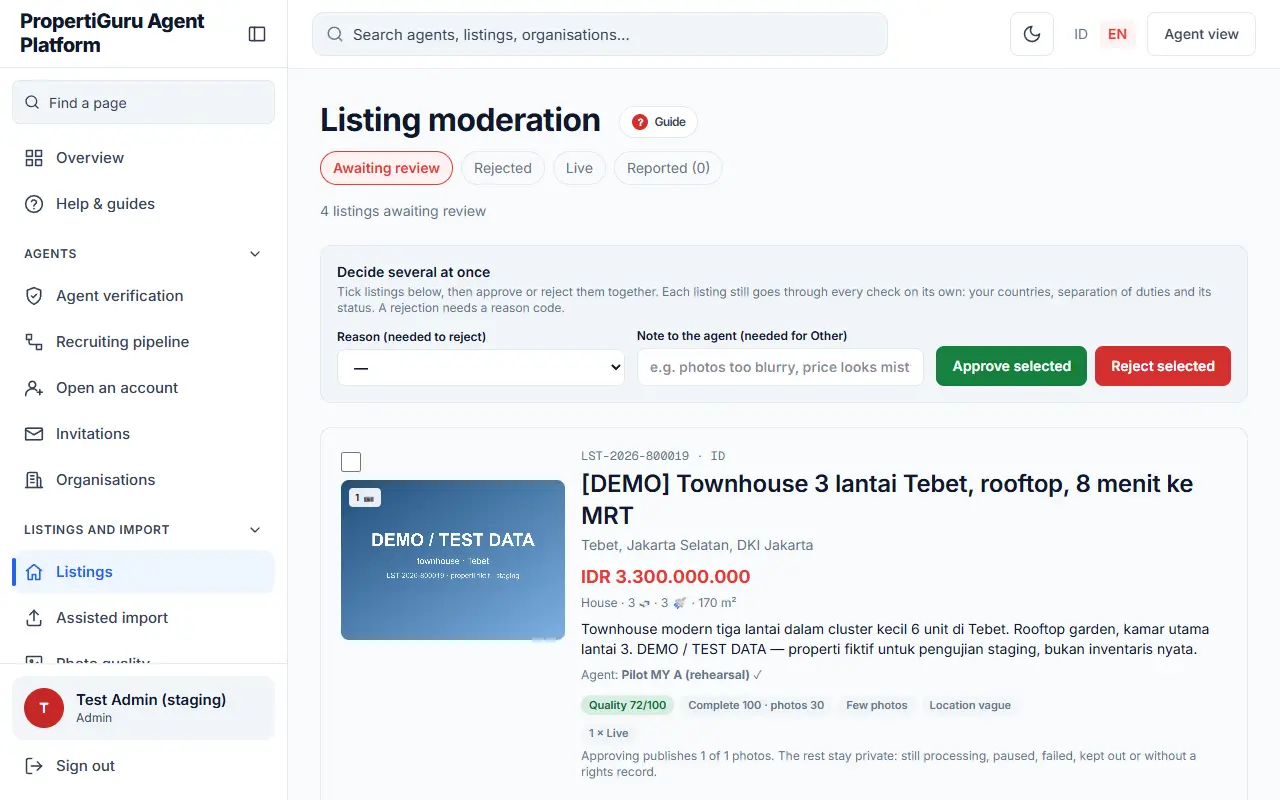 PropertiGuru Agent
Platform
Search agents, listings, organisations...
ID
EN
Agent view
Find a page
Overview
Help & guides
AGENTS
Agent verification
Recruiting pipeline
Open an account
Invitations
Organisations
LISTINGS AND IMPORT
Listings
Assisted import
Photo quality
T
Test Admin (staging)
Admin
Sign out
Listing moderation
? Guide
Awaiting review
Rejected
Live
Reported (0)
4 listings awaiting review
Decide several at once
Tick listings below, then approve or reject them together. Each listing still goes through every check on its own: your countries, separation of duties and its
status. A rejection needs a reason code.
Reason (needed to reject)
—
Note to the agent (needed for Other)
e.g. photos too blurry, price looks mist
Approve selected
Reject selected
1
DEMO / TEST DATA
townhouse · Tebet
LST-2026-800019 · properti fiktif · staging
LST-2026-800019 · ID
[DEMO] Townhouse 3 lantai Tebet, rooftop, 8 menit ke
MRT
Tebet, Jakarta Selatan, DKI Jakarta
IDR 3.300.000.000
House · 3 · 3 · 170 m²
Townhouse modern tiga lantai dalam cluster kecil 6 unit di Tebet. Rooftop garden, kamar utama
lantai 3. DEMO / TEST DATA — properti fiktif untuk pengujian staging, bukan inventaris nyata.
Agent: Pilot MY A (rehearsal) ✓
Quality 72/100
Complete 100 · photos 30
Few photos
Location vague
1 × Live
Approving publishes 1 of 1 photos. The rest stay private: still processing, paused, failed, kept out or without a
rights record.